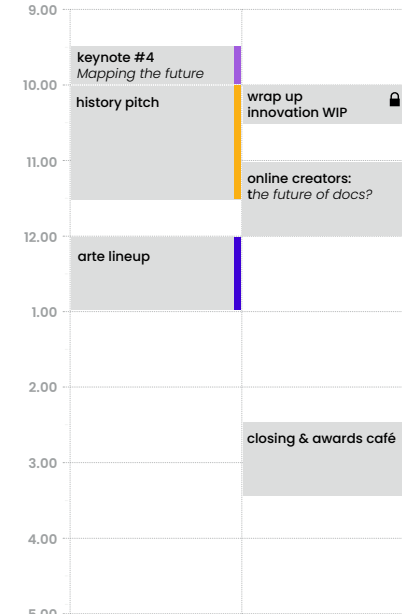 9.00
keynote #4
Mapping the future
10.00
history pitch
wrap up
innovation WIP
11.00
online creators:
the future of docs?
12.00
arte lineup
1.00
2.00
closing & awards café
3.00
4.00
5.00